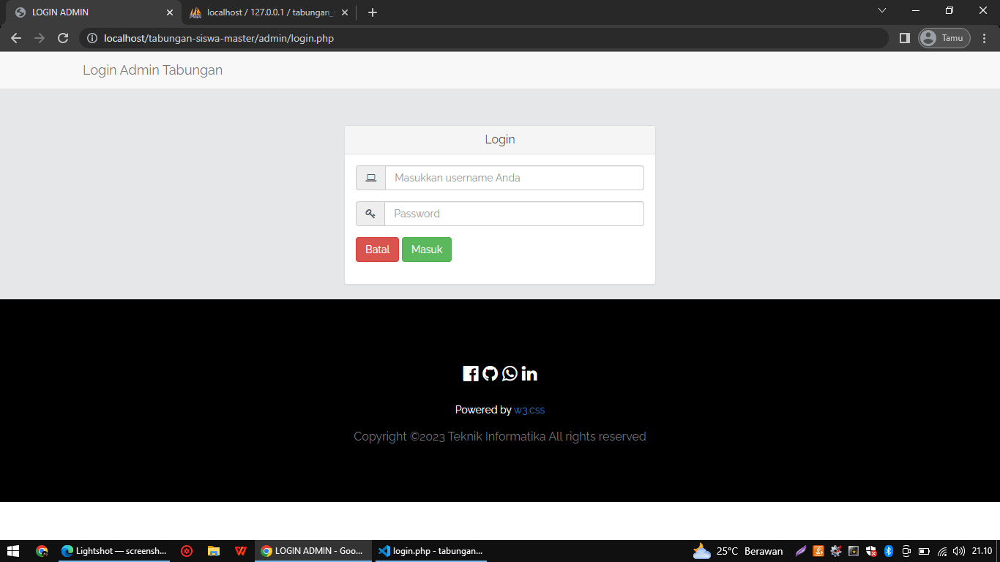 LOGIN ADMIN
localhost / 127.0.0.1 / tabungan_
localhost/tabungan-siswa-master/admin/login.php
Tamu
Login Admin Tabungan
Login
Masukkan username Anda
Password
Batal Masuk
Powered by w3.css
Copyright ©2023 Teknik Informatika All rights reserved
Lightshot — screensh... LOGIN ADMIN - Goo... login.php - tabungan... 25°C Berawan 21.10